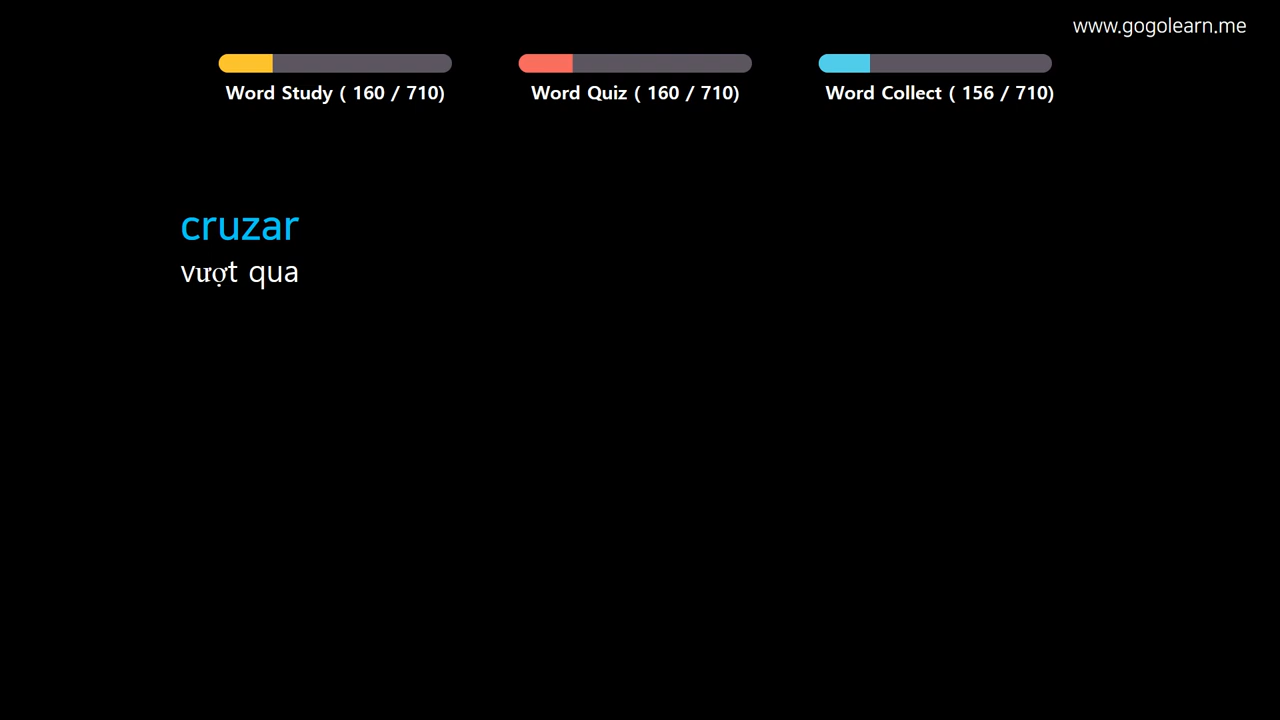 www.gogolearn.me
Word Study ( 160 / 710)
Word Quiz ( 160 / 710)
Word Collect ( 156 / 710)
cruzar
vượt qua